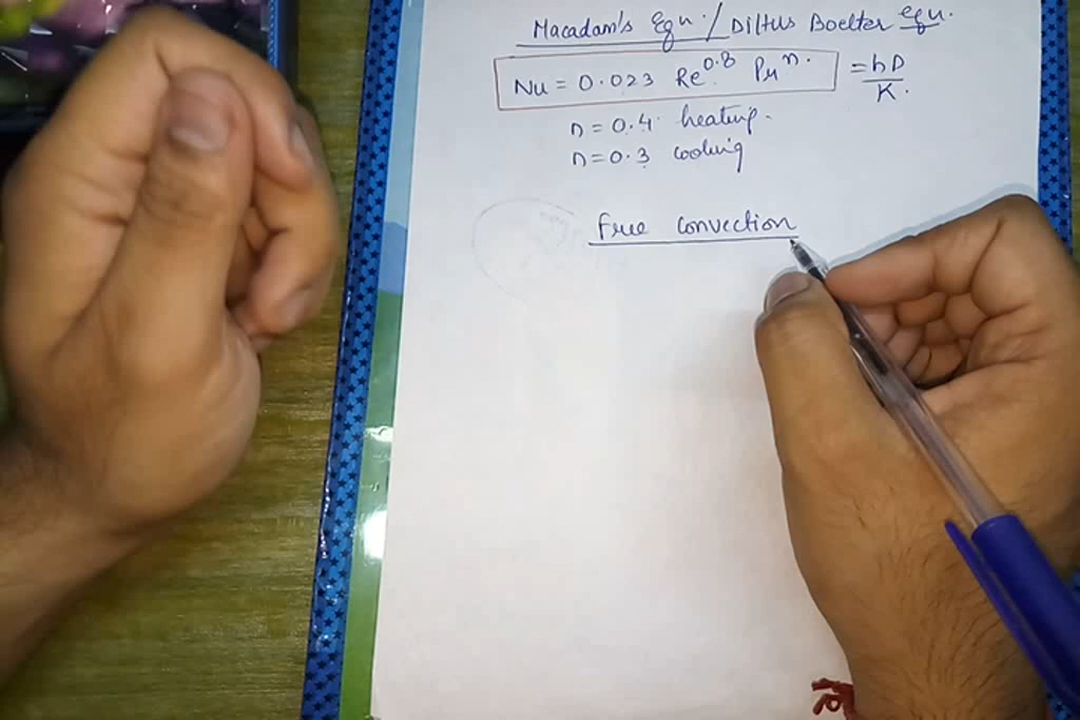 Macadam's Eqn. / Dittus Boelter equ.
Nu = 0.023 Re^0.8 Pr^n. = hD/K.
n = 0.4 heating.
n = 0.3 cooling
Free convection